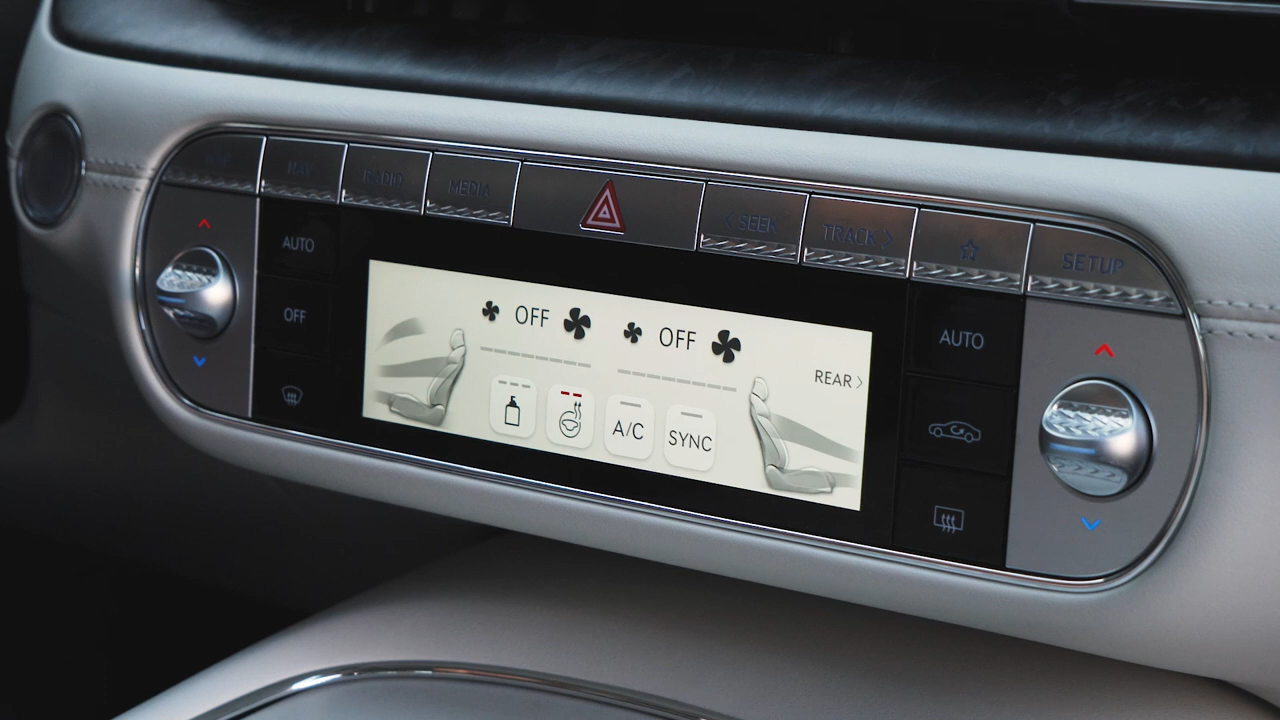 NAV
RADIO
MEDIA
< SEEK
TRACK >
SETUP
AUTO
OFF
OFF
OFF
REAR >
A/C
SYNC
AUTO